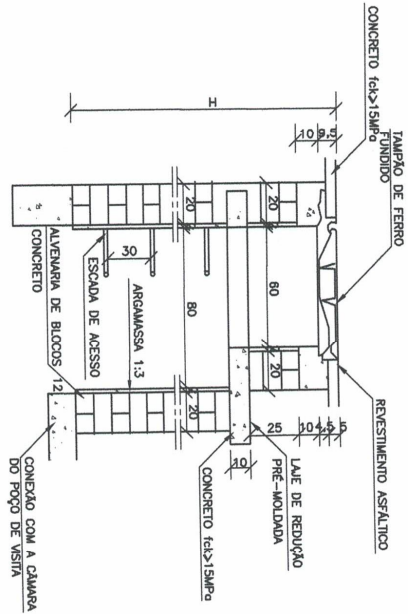 CONCRETO fck>15MPa
TAMPÃO DE FERRO
FUNDIDO
REVESTIMENTO ASFÁLTICO
H
10
9,5
20
60
20
25
10
4,5
5
LAJE DE REDUÇÃO
PRÉ-MOLDADA
10
CONCRETO fck>15MPa
20
80
20
30
ARGAMASSA 1:3
ESCADA DE ACESSO
ALVENARIA DE BLOCOS
CONCRETO
12
CONEXÃO COM A CÂMARA
DO POÇO DE VISITA